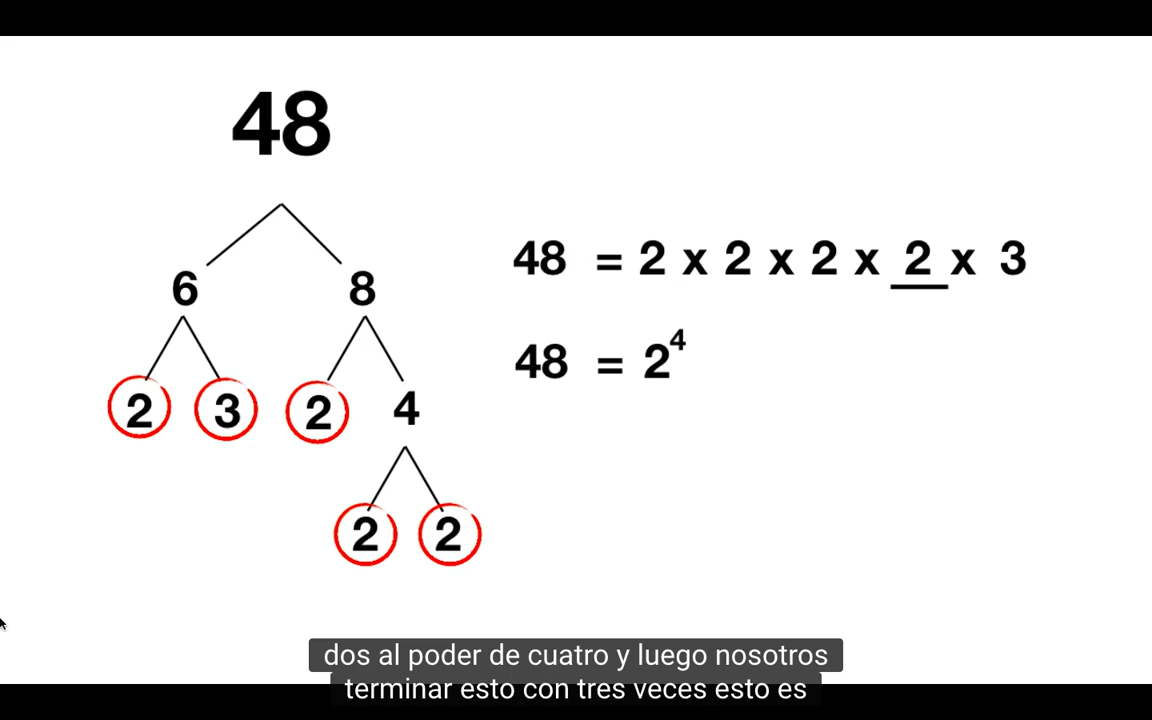 48
6 8
48 = 2 x 2 x 2 x 2 x 3
48 = 2⁴
2 3 2 4
2 2
dos al poder de cuatro y luego nosotros
terminar esto con tres veces esto es